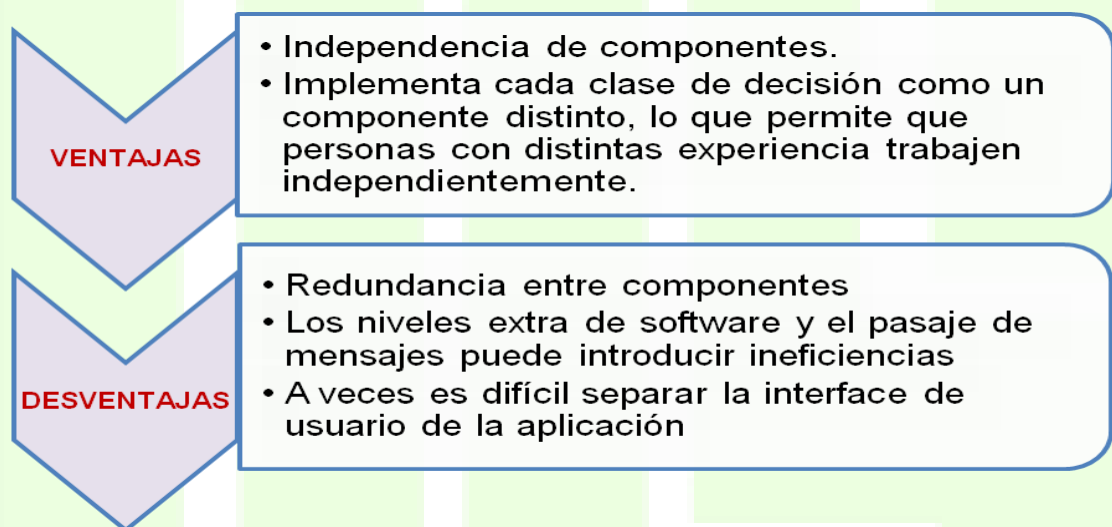 VENTAJAS
• Independencia de componentes.
• Implementa cada clase de decisión como un
componente distinto, lo que permite que
personas con distintas experiencia trabajen
independientemente.
DESVENTAJAS
• Redundancia entre componentes
• Los niveles extra de software y el pasaje de
mensajes puede introducir ineficiencias
• A veces es difícil separar la interface de
usuario de la aplicación